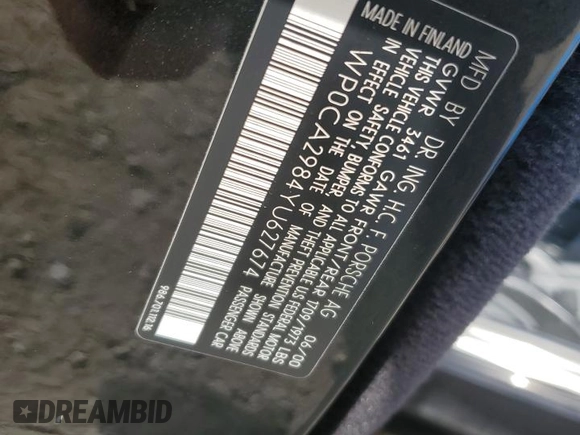 MFD BY DR. ING H.C. F. PORSCHE AG 06/00
GVWR 3461 GAWR FRONT/REAR 1709/1973 LBS
THIS VEHICLE CONFORMS TO ALL APPLICABLE US FEDERAL MOTOR
VEHICLE SAFETY, BUMPER, AND THEFT PREVENTION STANDARDS
IN EFFECT ON THE DATE OF MANUFACTURE SHOWN ABOVE
WP0CA2984YU627674 PASSENGER CAR
MADE IN FINLAND
DREAMBID